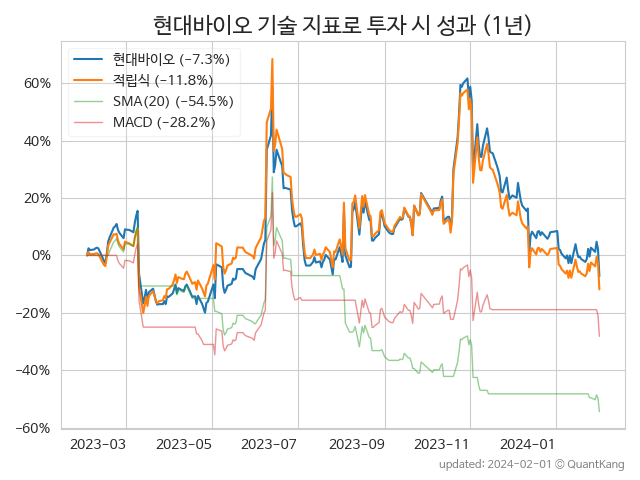 현대바이오 기술 지표로 투자 시 성과 (1년)
현대바이오 (−7.3%)
적립식 (−11.8%)
SMA(20) (−54.5%)
MACD (−28.2%)
60%
40%
20%
0%
−20%
−40%
−60%
2023-03 2023-05 2023-07 2023-09 2023-11 2024-01
updated: 2024-02-01 © QuantKang